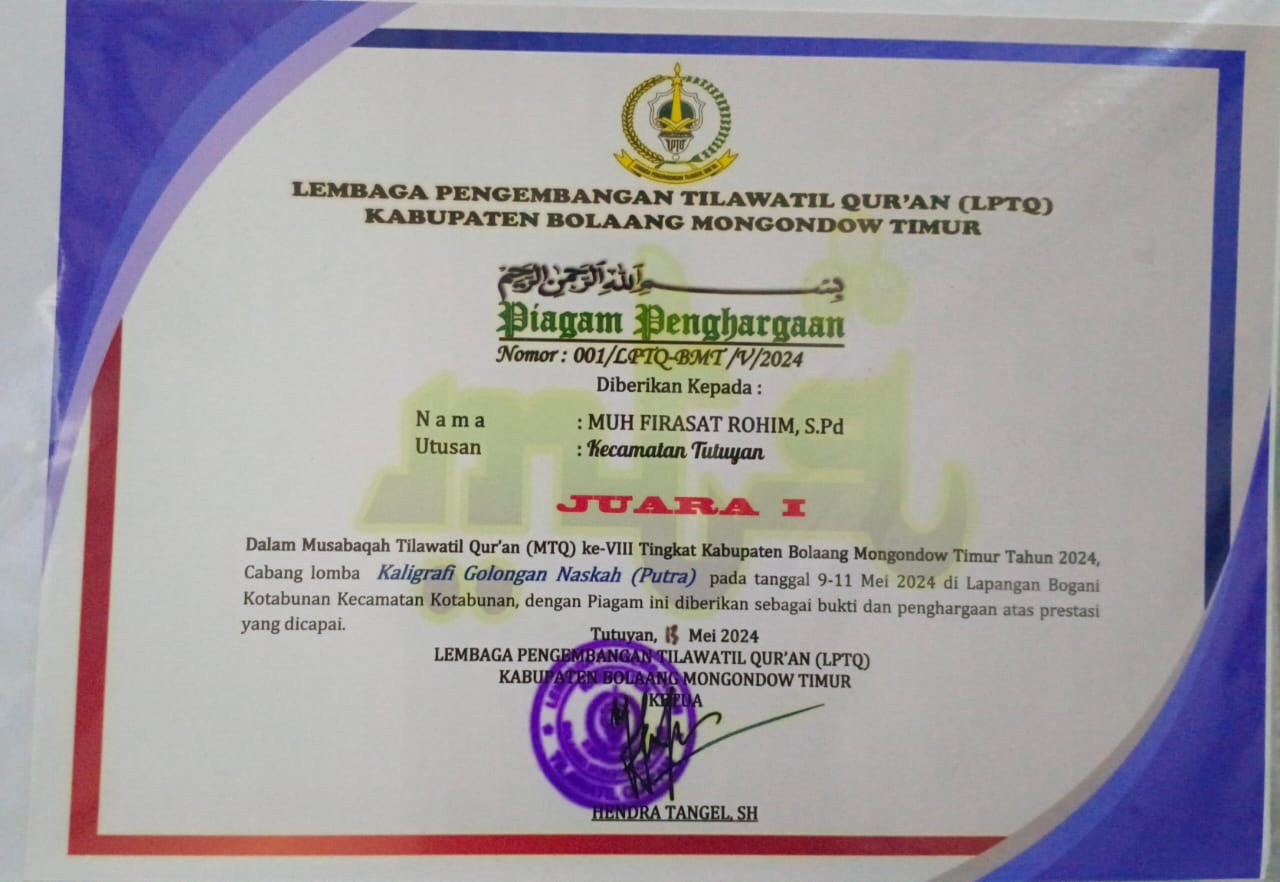 LPTQ
LEMBAGA PENGEMBANGAN TILAWATIL QUR'AN (LPTQ)
KABUPATEN BOLAANG MONGONDOW TIMUR
بسم الله الرحمن الرحيم
Piagam Penghargaan
Nomor : 001/LPTQ-BMT /V/2024
Diberikan Kepada :
N a m a : MUH FIRASAT ROHIM, S.Pd
Utusan : Kecamatan Tutuyan
JUARA I
Dalam Musabaqah Tilawatil Qur'an (MTQ) ke-VIII Tingkat Kabupaten Bolaang Mongondow Timur Tahun 2024,
Cabang lomba Kaligrafi Golongan Naskah (Putra) pada tanggal 9-11 Mei 2024 di Lapangan Bogani
Kotabunan Kecamatan Kotabunan, dengan Piagam ini diberikan sebagai bukti dan penghargaan atas prestasi
yang dicapai.
Tutuyan, Mei 2024
LEMBAGA PENGEMBANGAN TILAWATIL QUR'AN (LPTQ)
KABUPATEN BOLAANG MONGONDOW TIMUR
KETUA
HENDRA TANGEL, SH